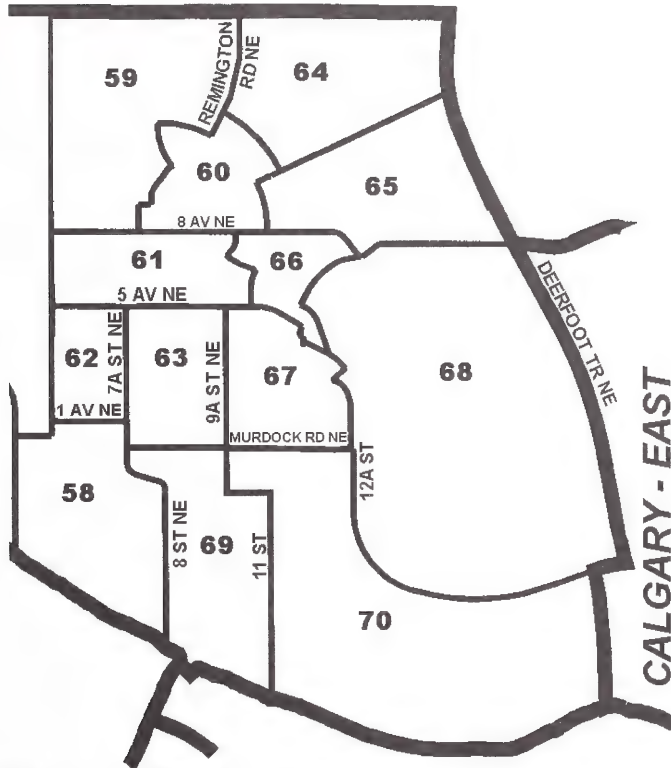 59
REMINGTON
RD NE
64
60
65
8 AV NE
61
66
5 AV NE
DEERFOOT TR NE
62
7A ST NE
63
9A ST NE
67
68
1 AV NE
MURDOCK RD NE
12A ST
CALGARY - EAST
58
8 ST NE
69
11 ST
70